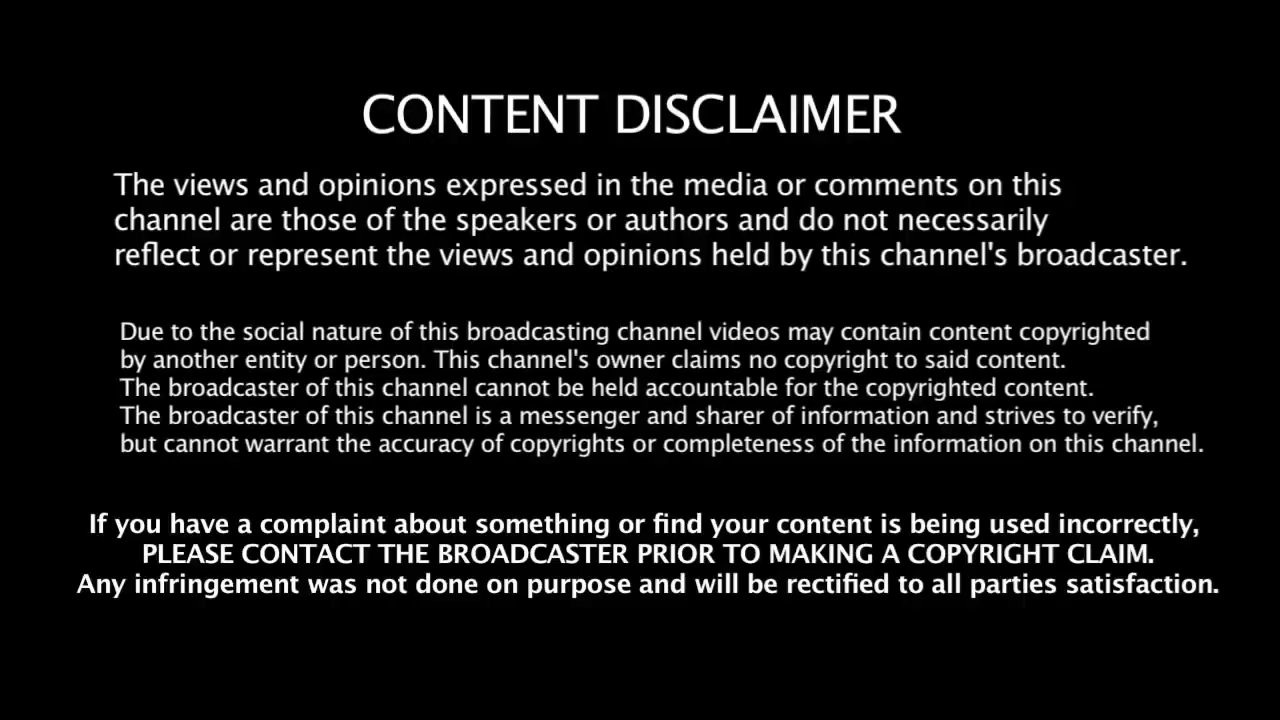 CONTENT DISCLAIMER
The views and opinions expressed in the media or comments on this
channel are those of the speakers or authors and do not necessarily
reflect or represent the views and opinions held by this channel's broadcaster.
Due to the social nature of this broadcasting channel videos may contain content copyrighted
by another entity or person. This channel's owner claims no copyright to said content.
The broadcaster of this channel cannot be held accountable for the copyrighted content.
The broadcaster of this channel is a messenger and sharer of information and strives to verify,
but cannot warrant the accuracy of copyrights or completeness of the information on this channel.
If you have a complaint about something or find your content is being used incorrectly,
PLEASE CONTACT THE BROADCASTER PRIOR TO MAKING A COPYRIGHT CLAIM.
Any infringement was not done on purpose and will be rectified to all parties satisfaction.